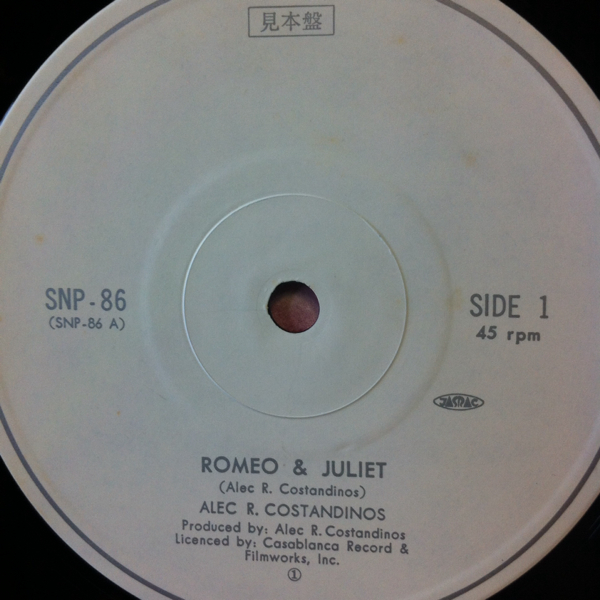 見本盤
SNP-86
(SNP-86 A)
SIDE 1
45 rpm
JASRAC
ROMEO & JULIET
(Alec R. Costandinos)
ALEC R. COSTANDINOS
Produced by: Alec R. Costandinos
Licenced by: Casablanca Record &
Filmworks, Inc.
①